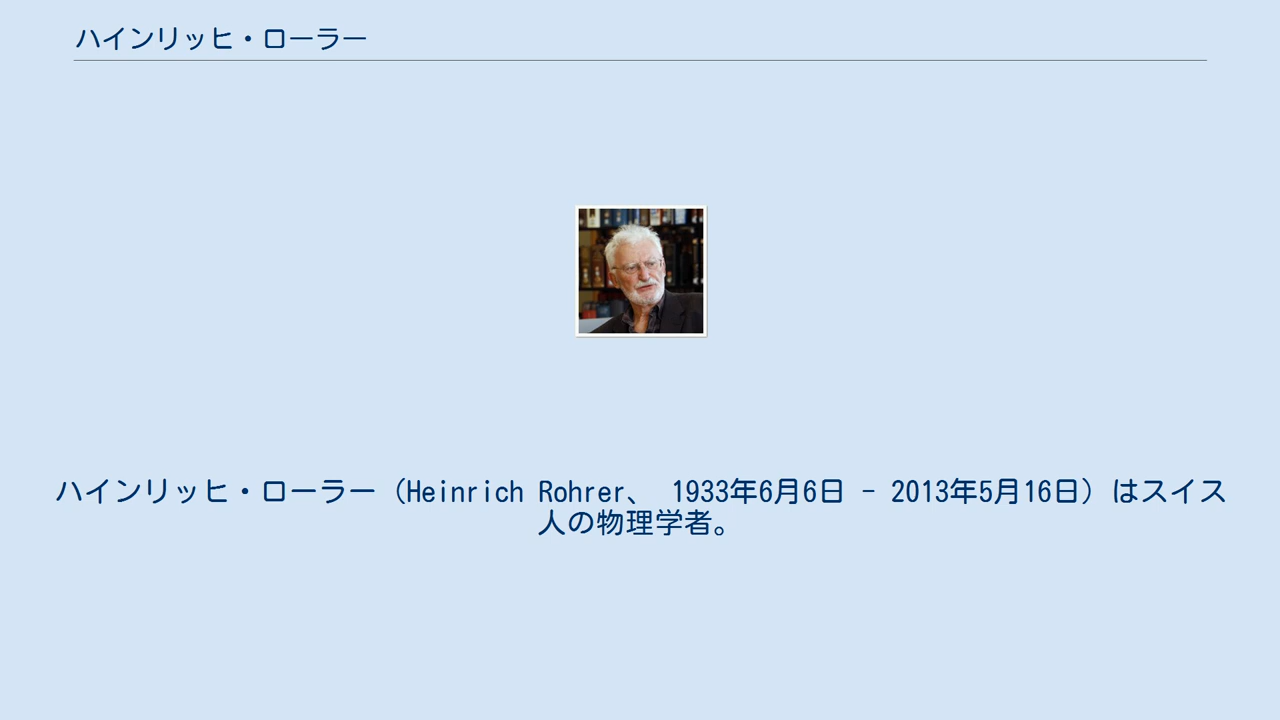 ハインリッヒ・ローラー
ハインリッヒ・ローラー（Heinrich Rohrer、 1933年6月6日 - 2013年5月16日）はスイス
人の物理学者。